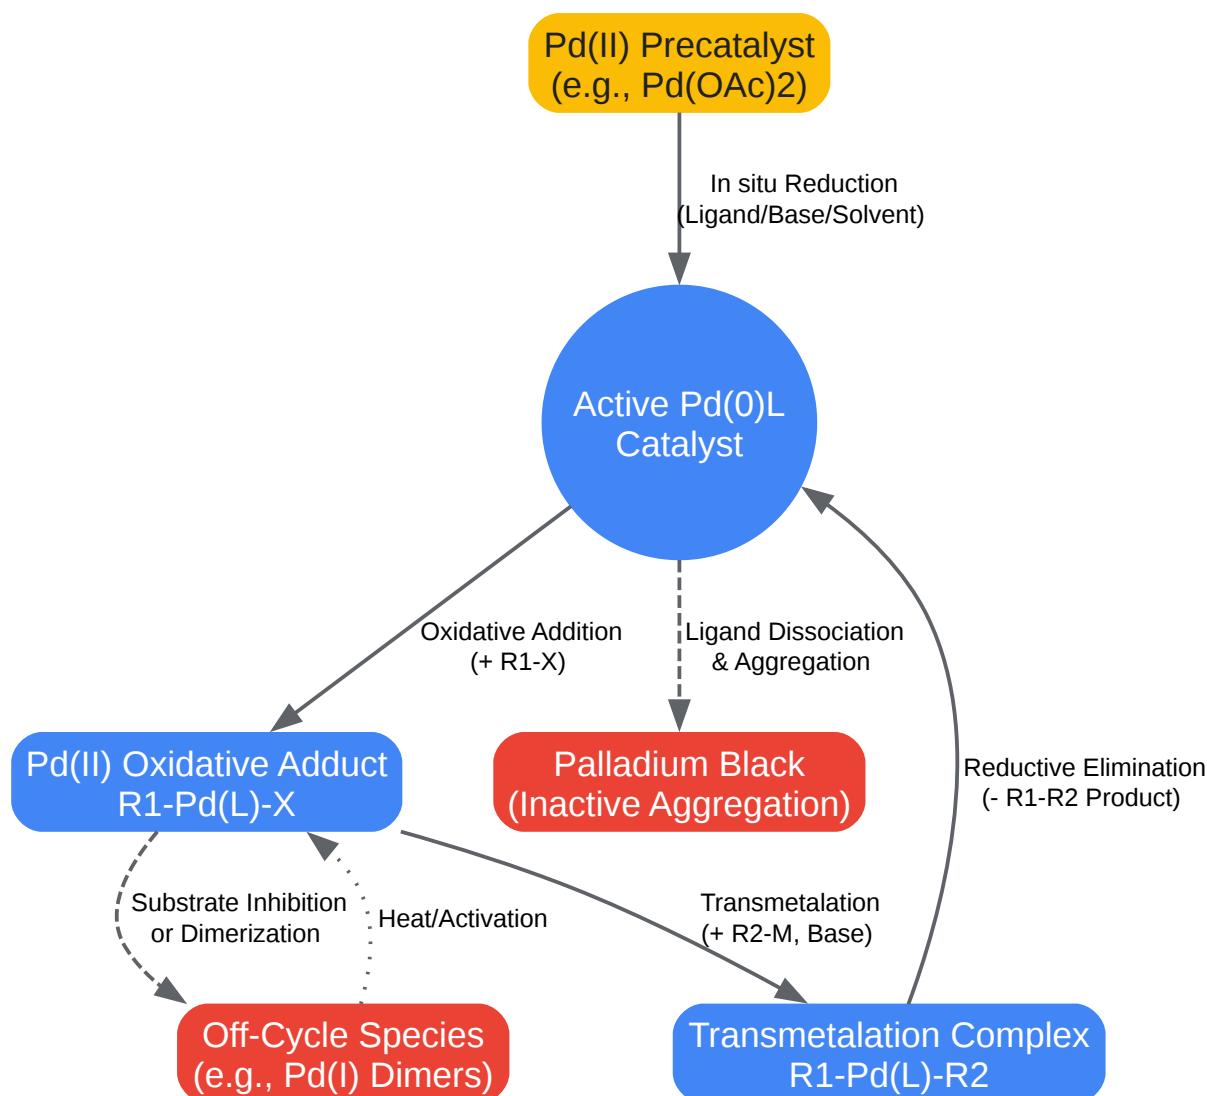 Pd(II) Precatalyst
(e.g., Pd(OAc)2)
In situ Reduction
(Ligand/Base/Solvent)
Active Pd(0)L
Catalyst
Oxidative Addition
(+ R1-X)
Ligand Dissociation
& Aggregation
Pd(II) Oxidative Adduct
R1-Pd(L)-X
Palladium Black
(Inactive Aggregation)
Reductive Elimination
(- R1-R2 Product)
Substrate Inhibition
or Dimerization
Heat/Activation
Transmetalation
(+ R2-M, Base)
Off-Cycle Species
(e.g., Pd(I) Dimers)
Transmetalation Complex
R1-Pd(L)-R2